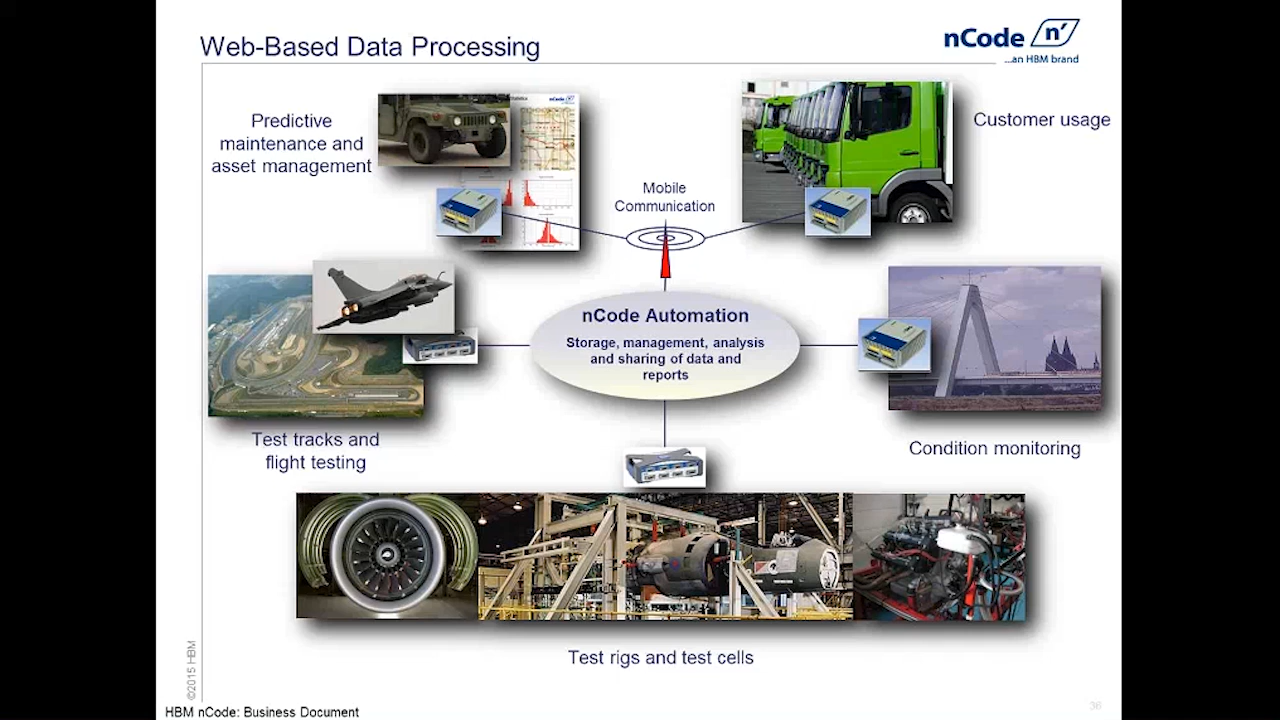 Web-Based Data Processing
nCode n'
...an HBM brand
Predictive
maintenance and
asset management
Customer usage
Mobile
Communication
nCode Automation
Storage, management, analysis
and sharing of data and
reports
Test tracks and
flight testing
Condition monitoring
Test rigs and test cells
©2015 HBM
HBM nCode: Business Document
36